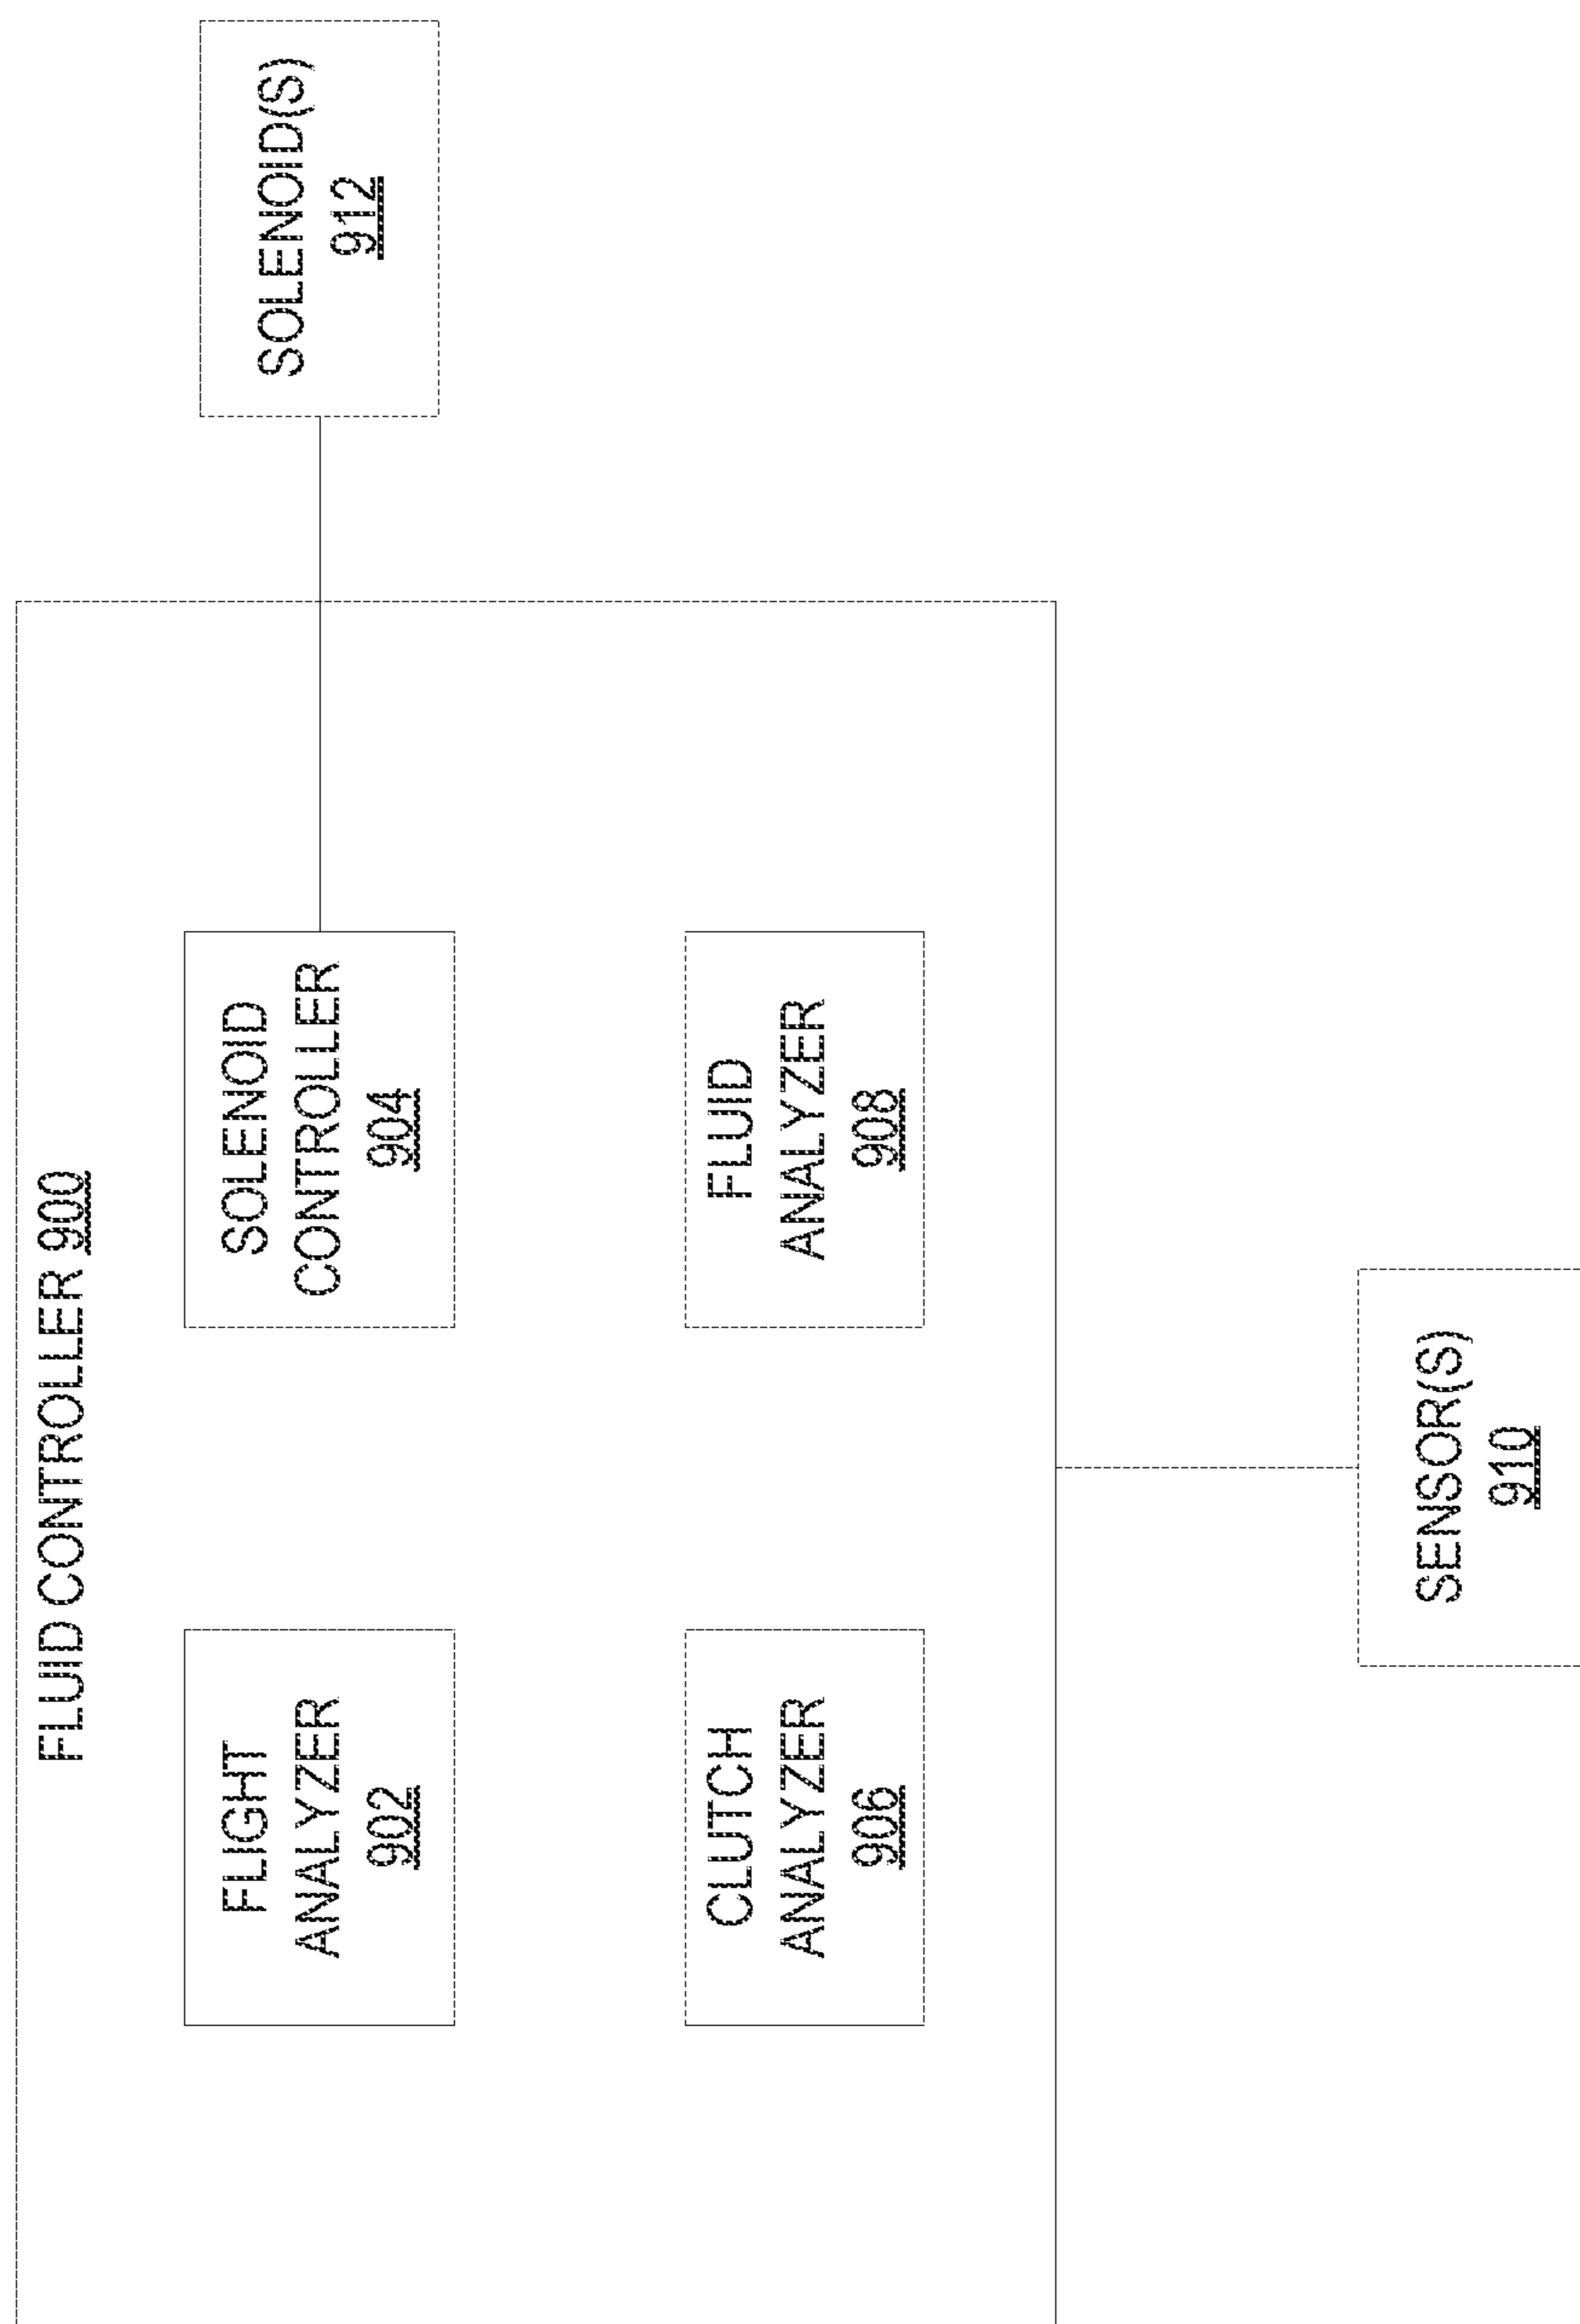 FLUID CONTROLLER 900
FLIGHT
ANALYZER
902
SOLENOID
CONTROLLER
904
SOLENOID(S)
912
CLUTCH
ANALYZER
906
FLUID
ANALYZER
908
SENSOR(S)
910